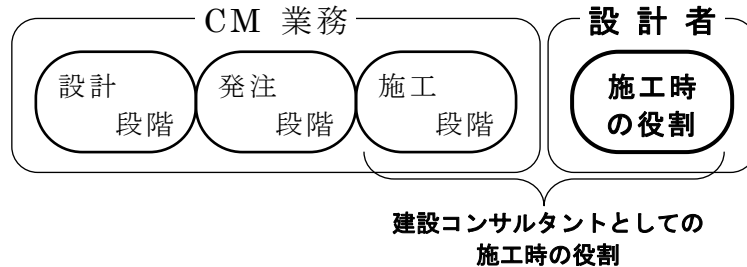 CM 業務
設計
段階
発注
段階
施工
段階
設計者
施工時
の役割
建設コンサルタントとしての
施工時の役割